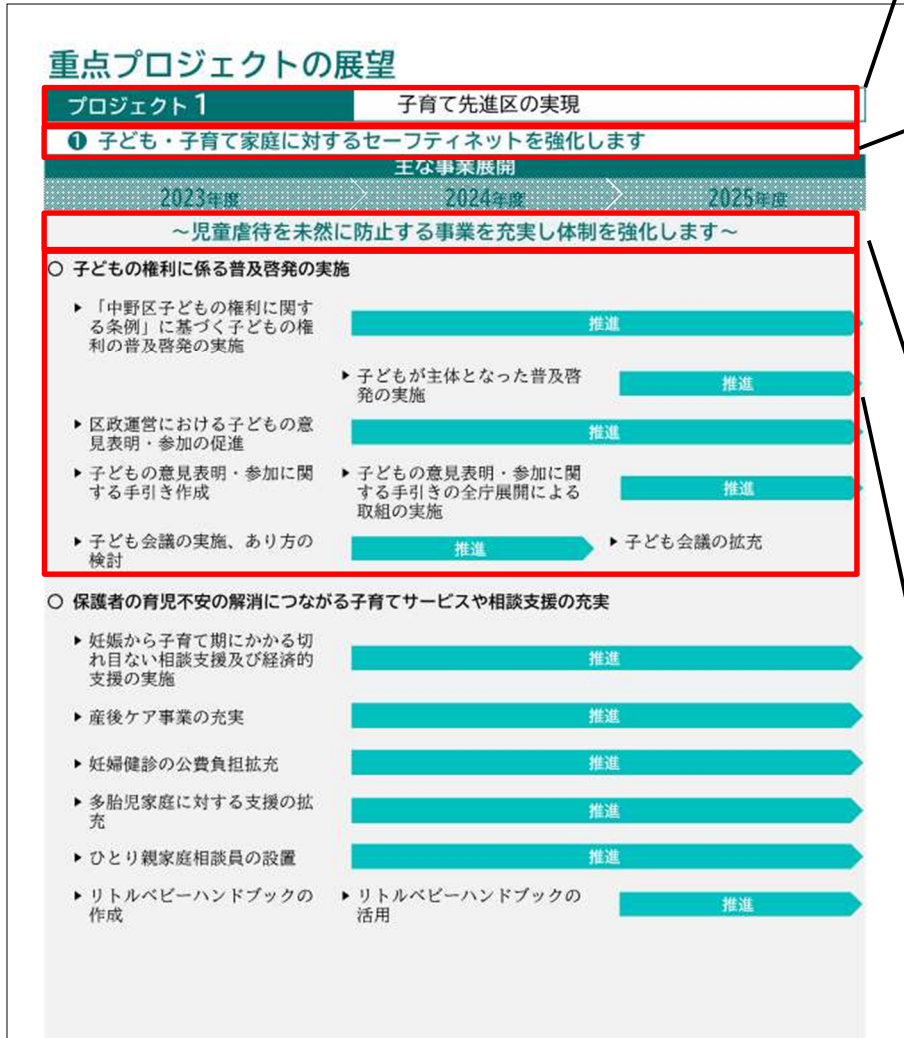 重点プロジェクトの展望
プロジェクト1 子育て先進区の実現
❶ 子ども・子育て家庭に対するセーフティネットを強化します
主な事業展開
2023年度 2024年度 2025年度
～児童虐待を未然に防止する事業を充実し体制を強化します～
○ 子どもの権利に係る普及啓発の実施
▶「中野区子どもの権利に関す
る条例」に基づく子どもの権
利の普及啓発の実施
推進
▶子どもが主体となった普及啓
発の実施
推進
▶区政運営における子どもの意
見表明・参加の促進
推進
▶子どもの意見表明・参加に関
する手引き作成
▶子どもの意見表明・参加に関
する手引きの全庁展開による
取組の実施
推進
▶子ども会議の実施、あり方の
検討
推進
▶子ども会議の拡充
○ 保護者の育児不安の解消につながる子育てサービスや相談支援の充実
▶妊娠から子育て期にかかる切
れ目ない相談支援及び経済的
支援の実施
推進
▶産後ケア事業の充実
推進
▶妊婦健診の公費負担拡充
推進
▶多胎児家庭に対する支援の拡
充
推進
▶ひとり親家庭相談員の設置
推進
▶リトルベビーハンドブックの
作成
▶リトルベビーハンドブックの
活用
推進